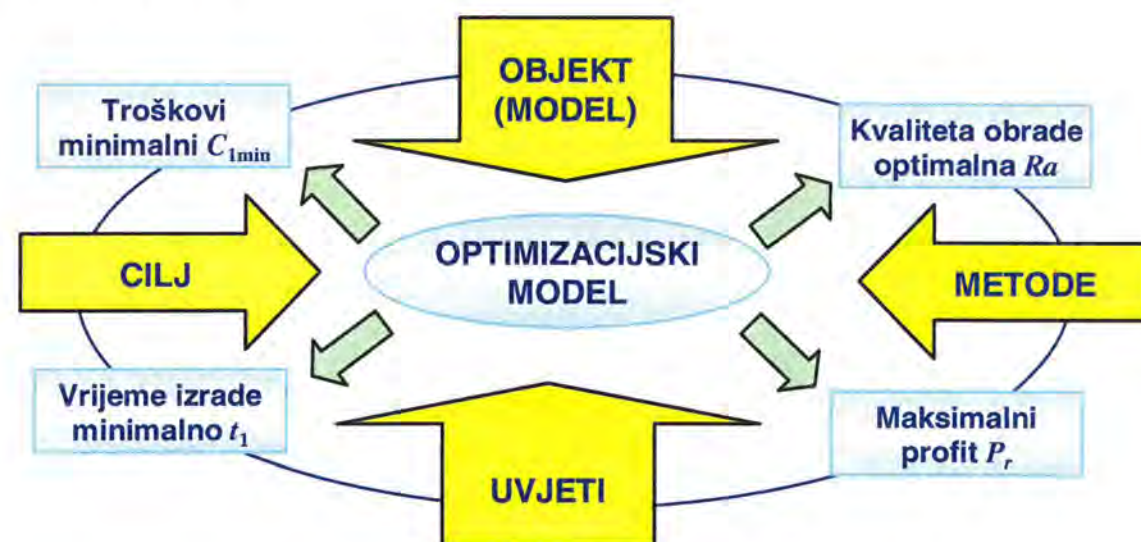 OBJEKT
(MODEL)
Troškovi
minimalni C1min
Kvaliteta obrade
optimalna Ra
CILJ
OPTIMIZACIJSKI
MODEL
METODE
Vrijeme izrade
minimalno t1
Maksimalni
profit Pr
UVJETI